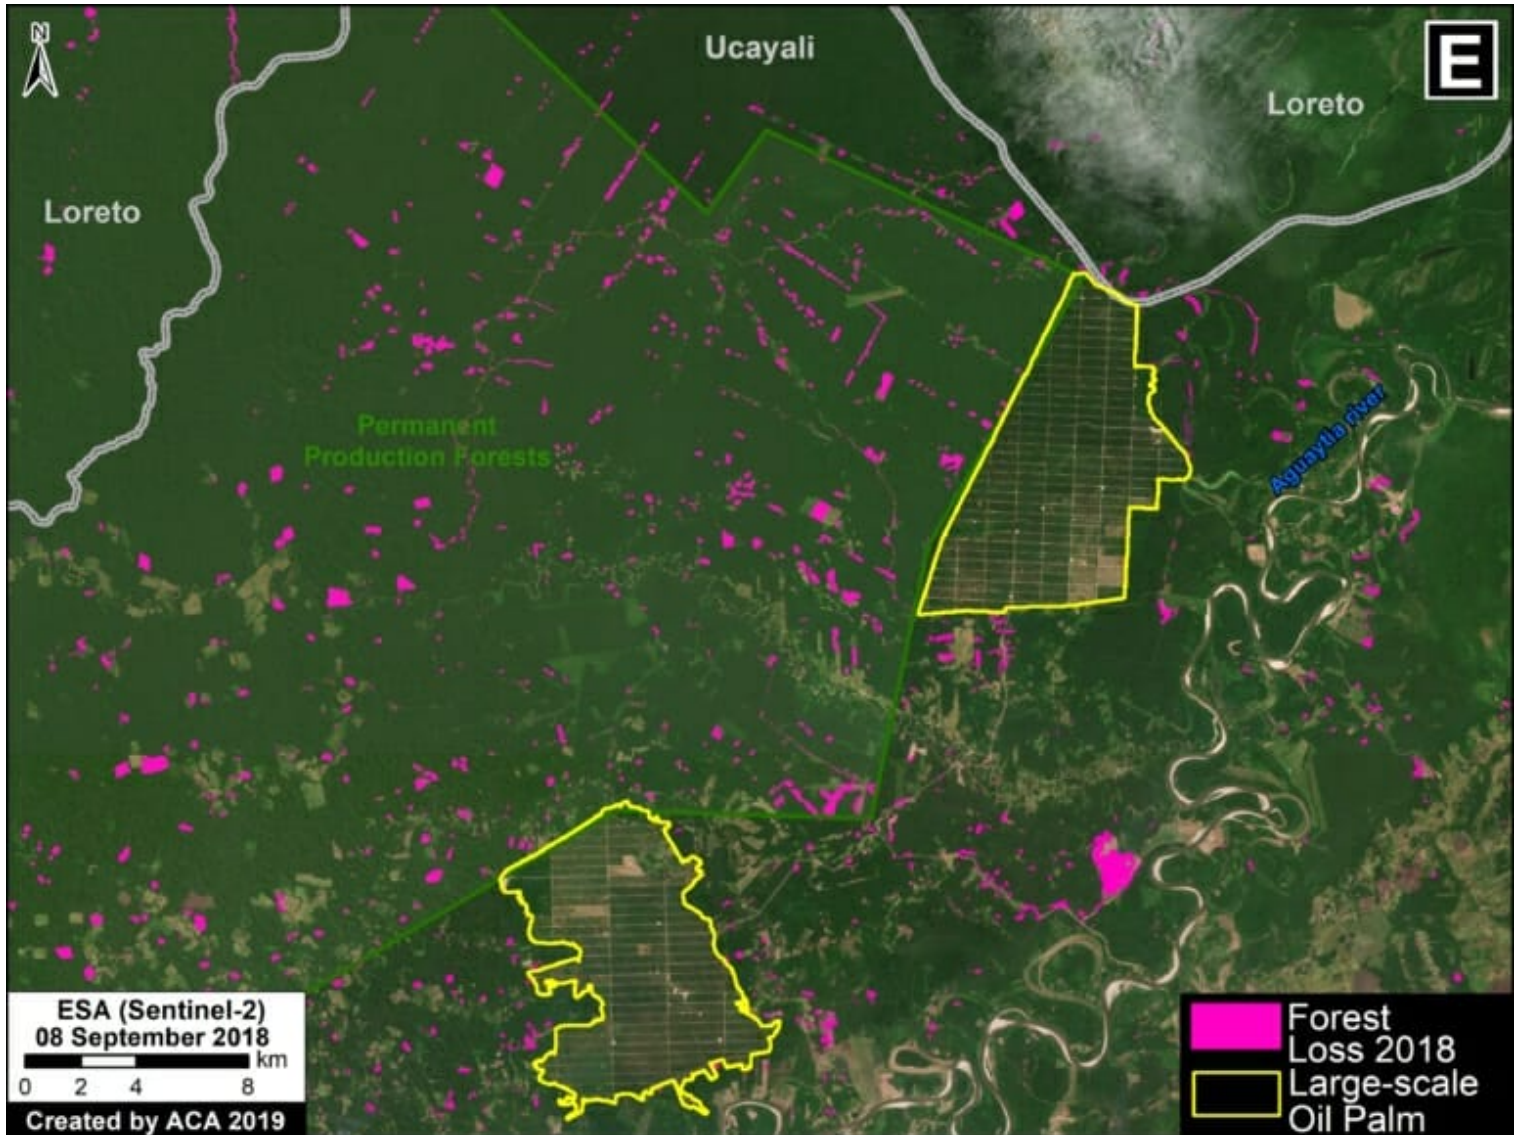 N
Ucayali
E
Loreto
Loreto
Aguaytia river
Permanent
Production Forests
ESA (Sentinel-2)
08 September 2018
km
0 2 4 8
Created by ACA 2019
Forest
Loss 2018
Large-scale
Oil Palm